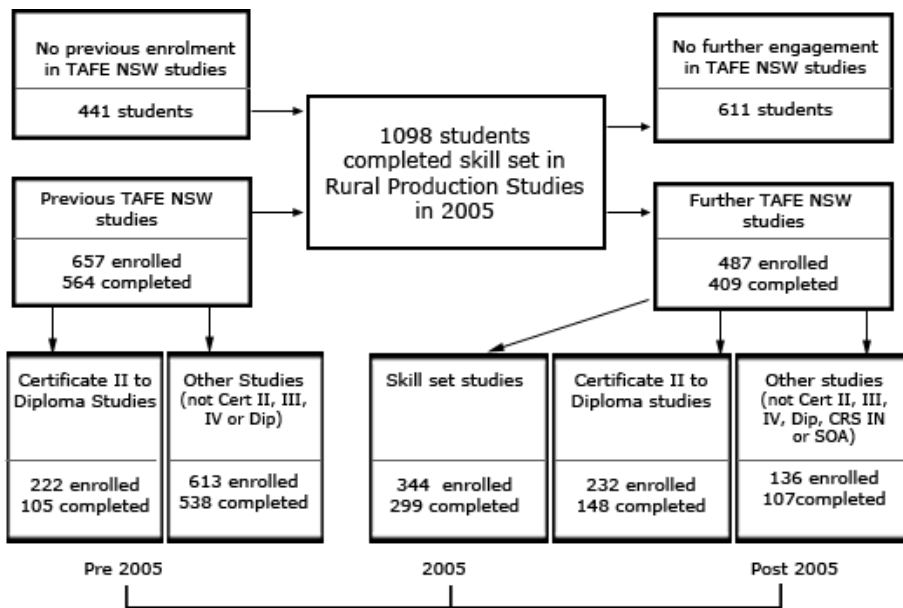 No previous enrolment
in TAFE NSW studies
441 students
No further engagement
in TAFE NSW studies
611 students
1098 students
completed skill set in
Rural Production Studies
in 2005
Previous TAFE NSW
studies
657 enrolled
564 completed
Further TAFE NSW
studies
487 enrolled
409 completed
Certificate II to
Diploma Studies
222 enrolled
105 completed
Other Studies
(not Cert II, III,
IV or Dip)
613 enrolled
538 completed
Skill set studies
344 enrolled
299 completed
Certificate II to
Diploma studies
232 enrolled
148 completed
Other studies
(not Cert II, III,
IV, Dip, CRS IN
or SOA)
136 enrolled
107completed
Pre 2005
2005
Post 2005